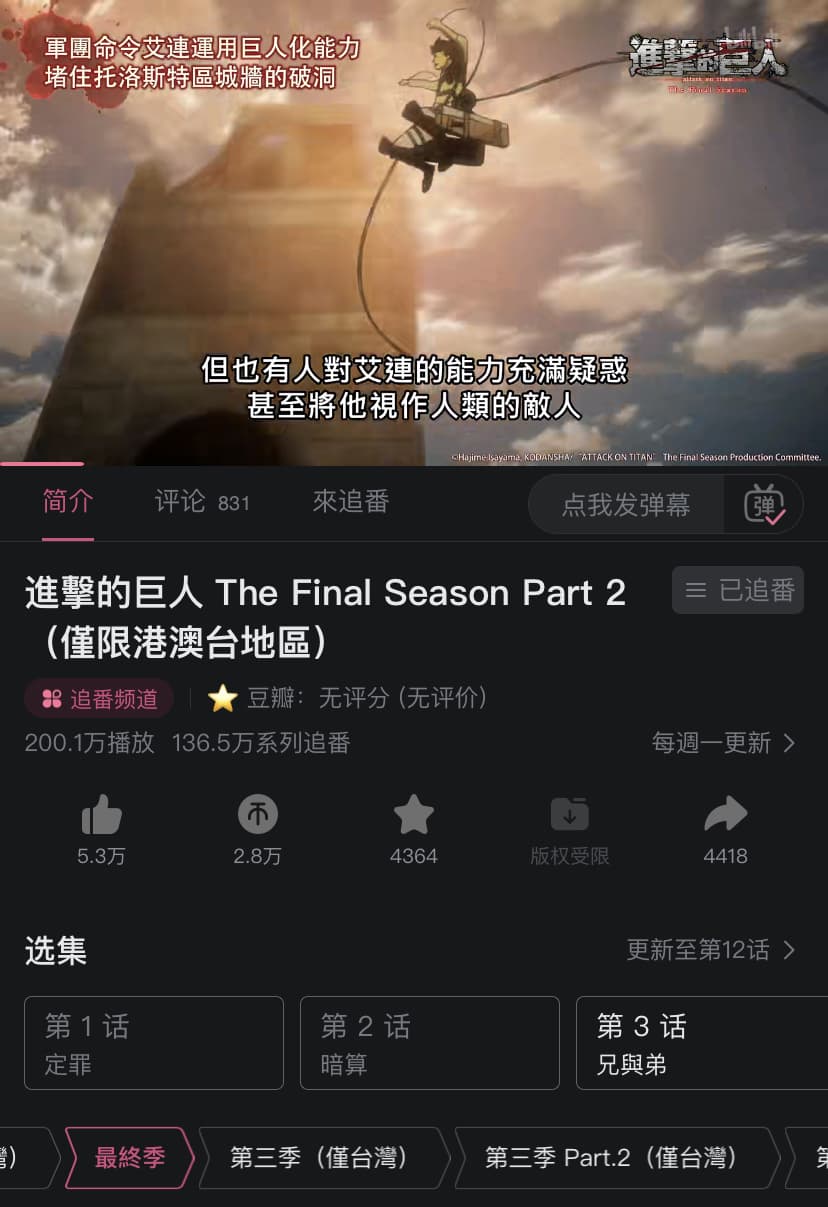 軍團命令艾連運用巨人化能力
堵住托洛斯特區城牆的破洞
進擊的巨人
attack on titan
The Final Season
但也有人對艾連的能力充滿疑惑
甚至將他視作人類的敵人
©Hajime Isayama, KODANSHA/ "ATTACK ON TITAN" The Final Season Production Committee.
简介
评论 831
來追番
点我发弹幕
弹
進擊的巨人 The Final Season Part 2
（僅限港澳台地區）
已追番
追番频道
豆瓣：无评分 (无评价)
200.1万播放 136.5万系列追番
每週一更新
5.3万
2.8万
4364
版权受限
4418
选集
更新至第12话
第 1 话
定罪
第 2 话
暗算
第 3 话
兄與弟
灣）
最終季
第三季（僅台灣）
第三季 Part.2（僅台灣）
第